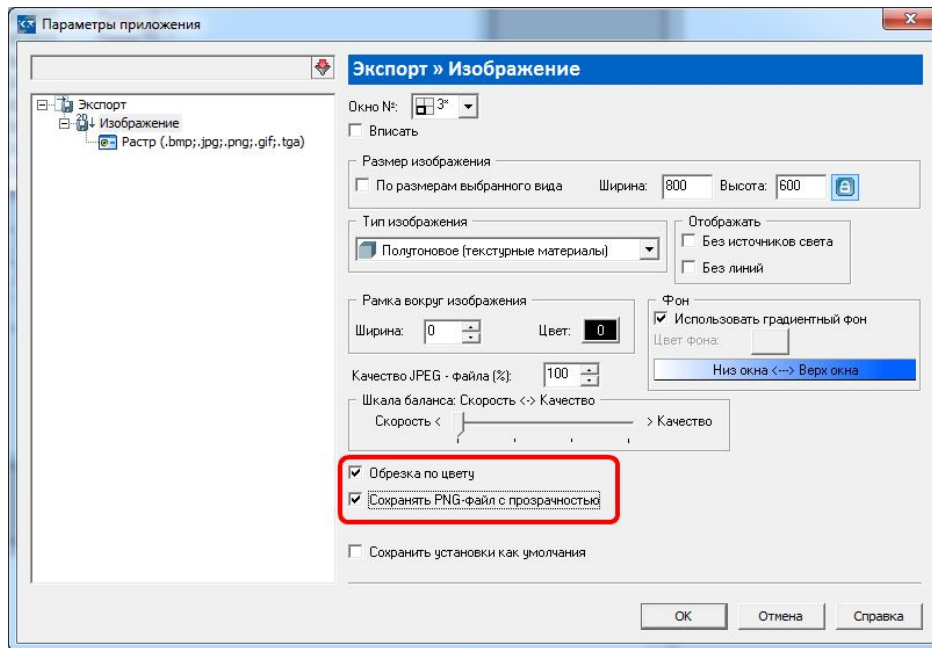 Параметры приложения
Экспорт
Изображение
Растр (.bmp;.jpg;.png;.gif;.tga)
Экспорт » Изображение
Окно №: 3*
Вписать
Размер изображения
По размерам выбранного вида Ширина: 800 Высота: 600
Тип изображения
Полутоновое (текстурные материалы)
Отображать
Без источников света
Без линий
Рамка вокруг изображения
Ширина: 0 Цвет: 0
Фон
Использовать градиентный фон
Цвет фона:
Низ окна <---> Верх окна
Качество JPEG - файла (%): 100
Шкала баланса: Скорость <-> Качество
Скорость < > Качество
Обрезка по цвету
Сохранять PNG-файл с прозрачностью
Сохранить установки как умолчания
OK Отмена Справка